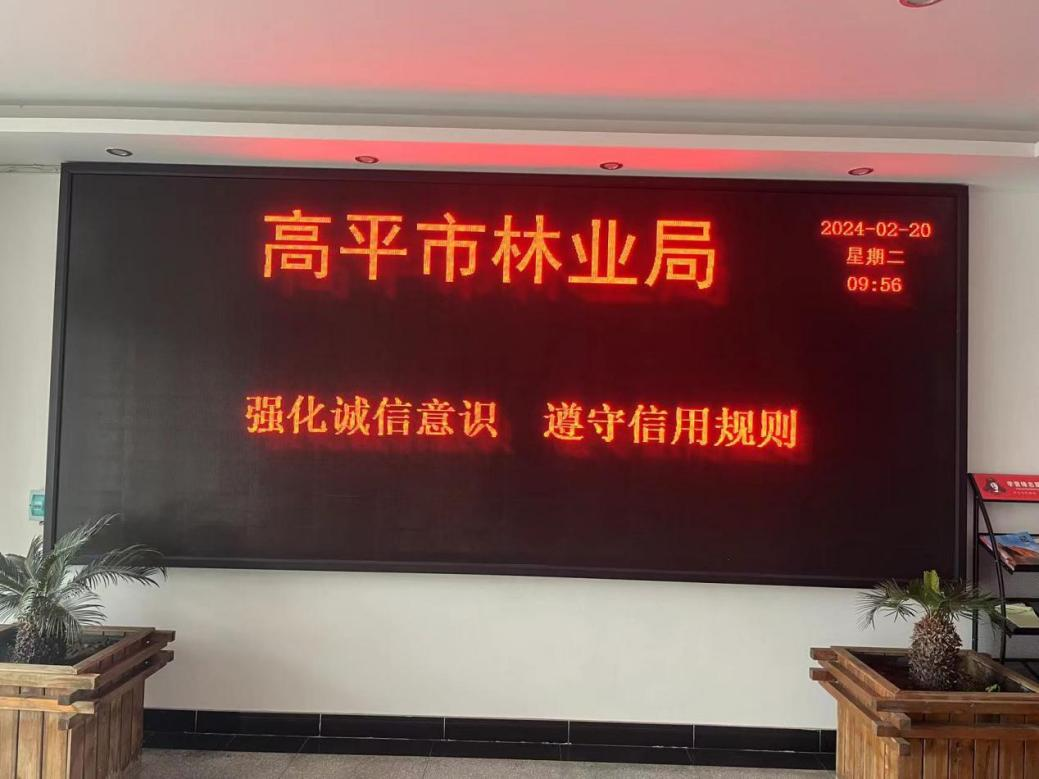 高平市林业局
2024-02-20
星期二
09:56
强化诚信意识 遵守信用规则